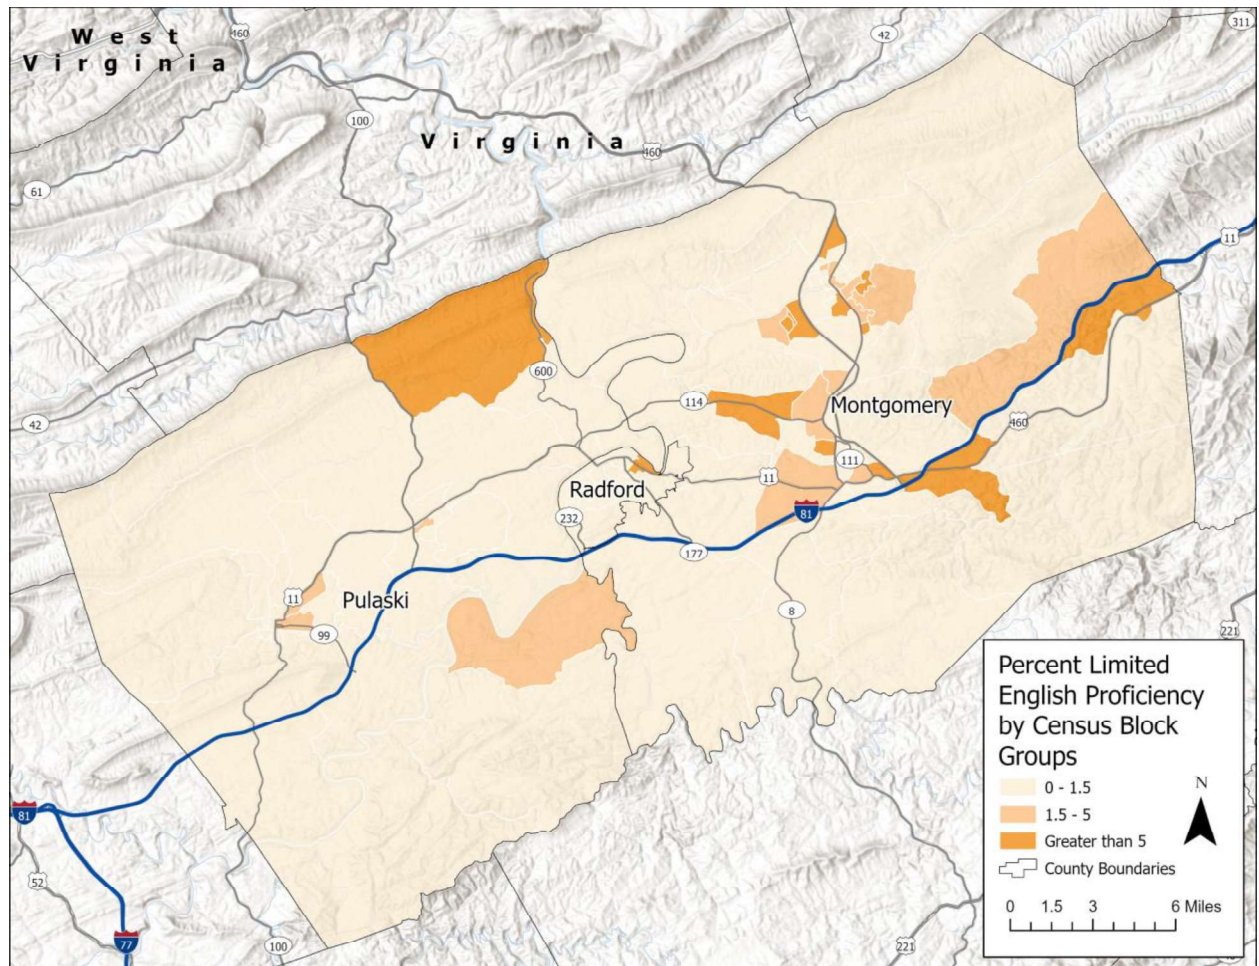 West
Virginia
460
42
311
100
Virginia
460
61
11
600
42
114
Montgomery
460
11
111
Radford
232
81
177
11
Pulaski
99
8
221
Percent Limited
English Proficiency
by Census Block
Groups
0 - 1.5
1.5 - 5
Greater than 5
County Boundaries
N
0 1.5 3 6 Miles
81
52
77
100
221